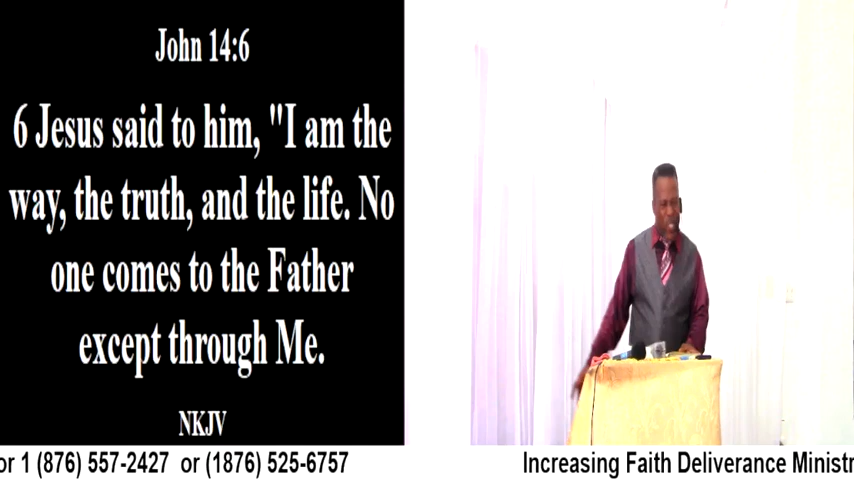 John 14:6
6 Jesus said to him, "I am the
way, the truth, and the life. No
one comes to the Father
except through Me.
NKJV
or 1 (876) 557-2427 or (1876) 525-6757 Increasing Faith Deliverance Ministr